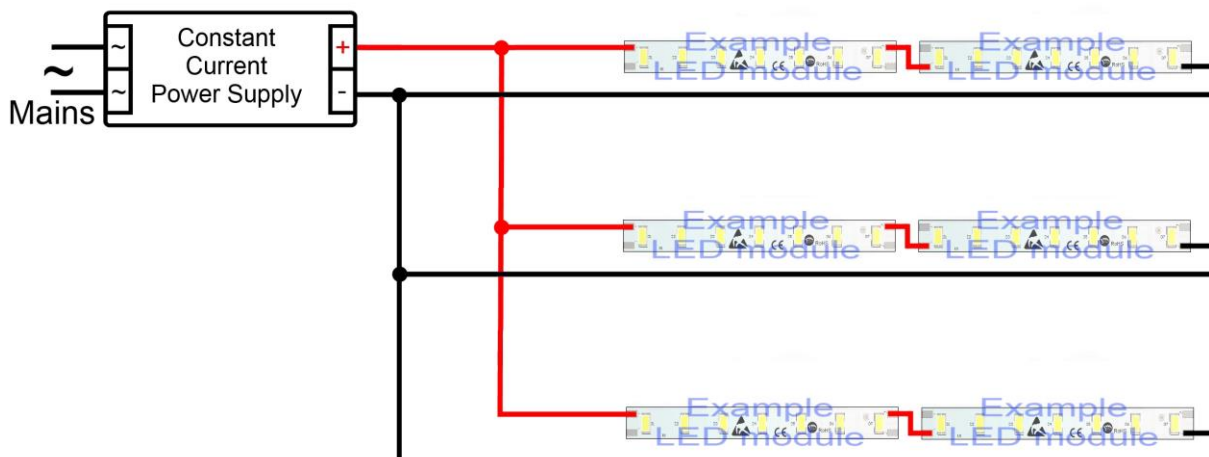 ~
~
~
Mains
Constant
Current
Power Supply
+
-
Example
LED module
Example
LED module
Example
LED module
Example
LED module
Example
LED module
Example
LED module